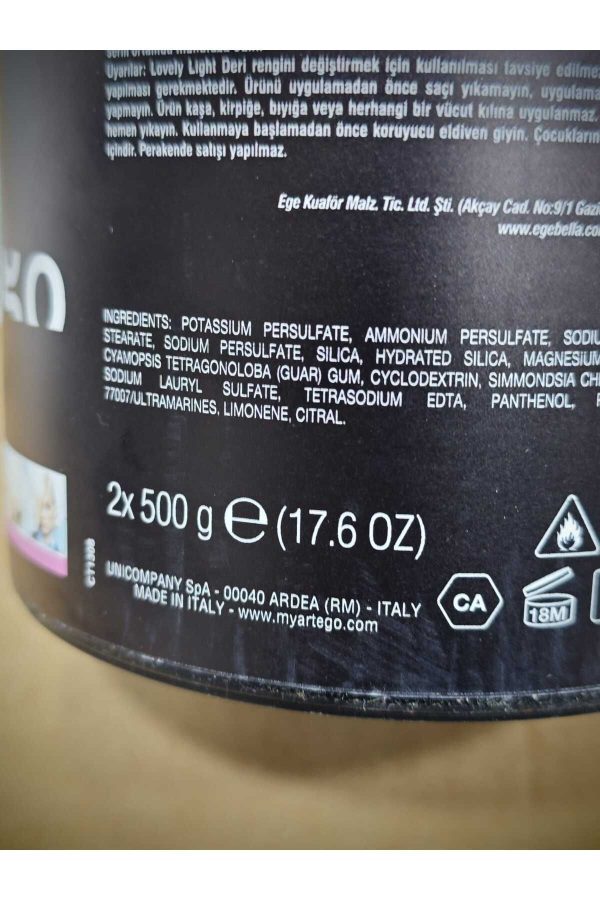 Uyarılar: Lovely Light Deri rengini değiştirmek için kullanılması tavsiye edilmez
yapılması gerekmektedir. Ürünü uygulamadan önce saçı yıkamayın, uygulama
yapmayın. Ürün kaşa, kirpiğe, bıyığa veya herhangi bir vücut kılına uygulanmaz.
hemen yıkayın. Kullanmaya başlamadan önce koruyucu eldiven giyin. Çocukların
içindir. Perakende salışı yapılmaz.
Ege Kuaför Malz. Tic. Ltd. Şti. (Akçay Cad. No:9/1 Gazi
www.egebella.co
INGREDIENTS: POTASSIUM PERSULFATE, AMMONIUM PERSULFATE, SODIU
STEARATE, SODIUM PERSULFATE, SILICA, HYDRATED SILICA, MAGNESIUM
CYAMOPSIS TETRAGONOLOBA (GUAR) GUM, CYCLODEXTRIN, SIMMONDSIA CHI
SODIUM LAURYL SULFATE, TETRASODIUM EDTA, PANTHENOL, P
77007/ULTRAMARINES, LIMONENE, CITRAL.
2x 500 g ℮ (17.6 OZ)
UNICOMPANY SpA - 00040 ARDEA (RM) - ITALY
MADE IN ITALY - www.myartego.com
CA
18M